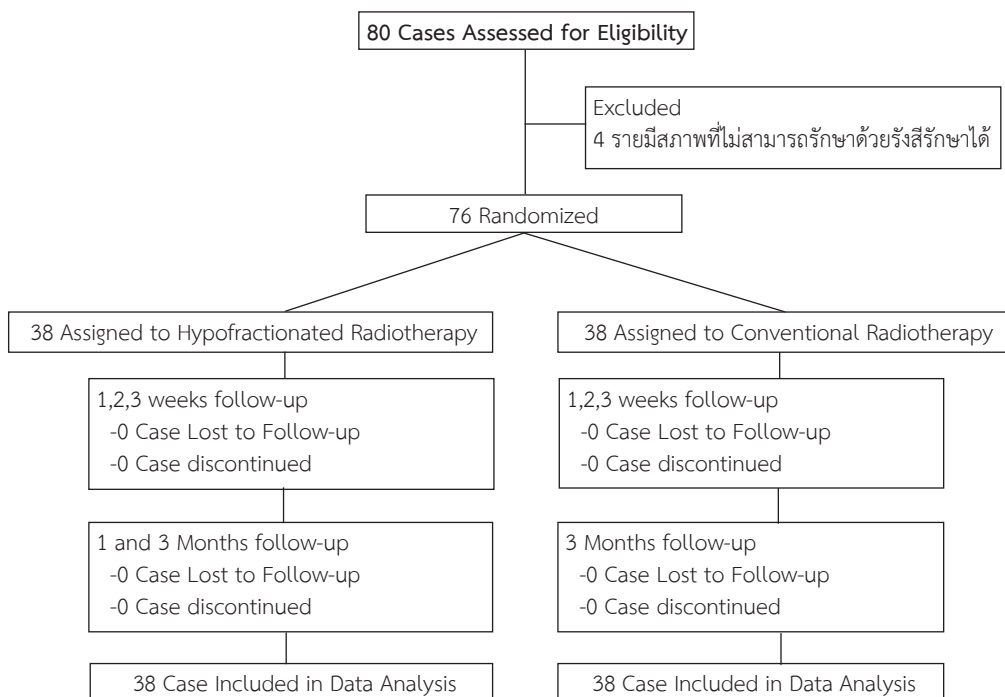 80 Cases Assessed for Eligibility
Excluded
4 รายมีสภาพที่ไม่สามารถรักษาด้วยรังสีรักษาได้
76 Randomized
38 Assigned to Hypofractionated Radiotherapy
38 Assigned to Conventional Radiotherapy
1,2,3 weeks follow-up
-0 Case Lost to Follow-up
-0 Case discontinued
1,2,3 weeks follow-up
-0 Case Lost to Follow-up
-0 Case discontinued
1 and 3 Months follow-up
-0 Case Lost to Follow-up
-0 Case discontinued
3 Months follow-up
-0 Case Lost to Follow-up
-0 Case discontinued
38 Case Included in Data Analysis
38 Case Included in Data Analysis